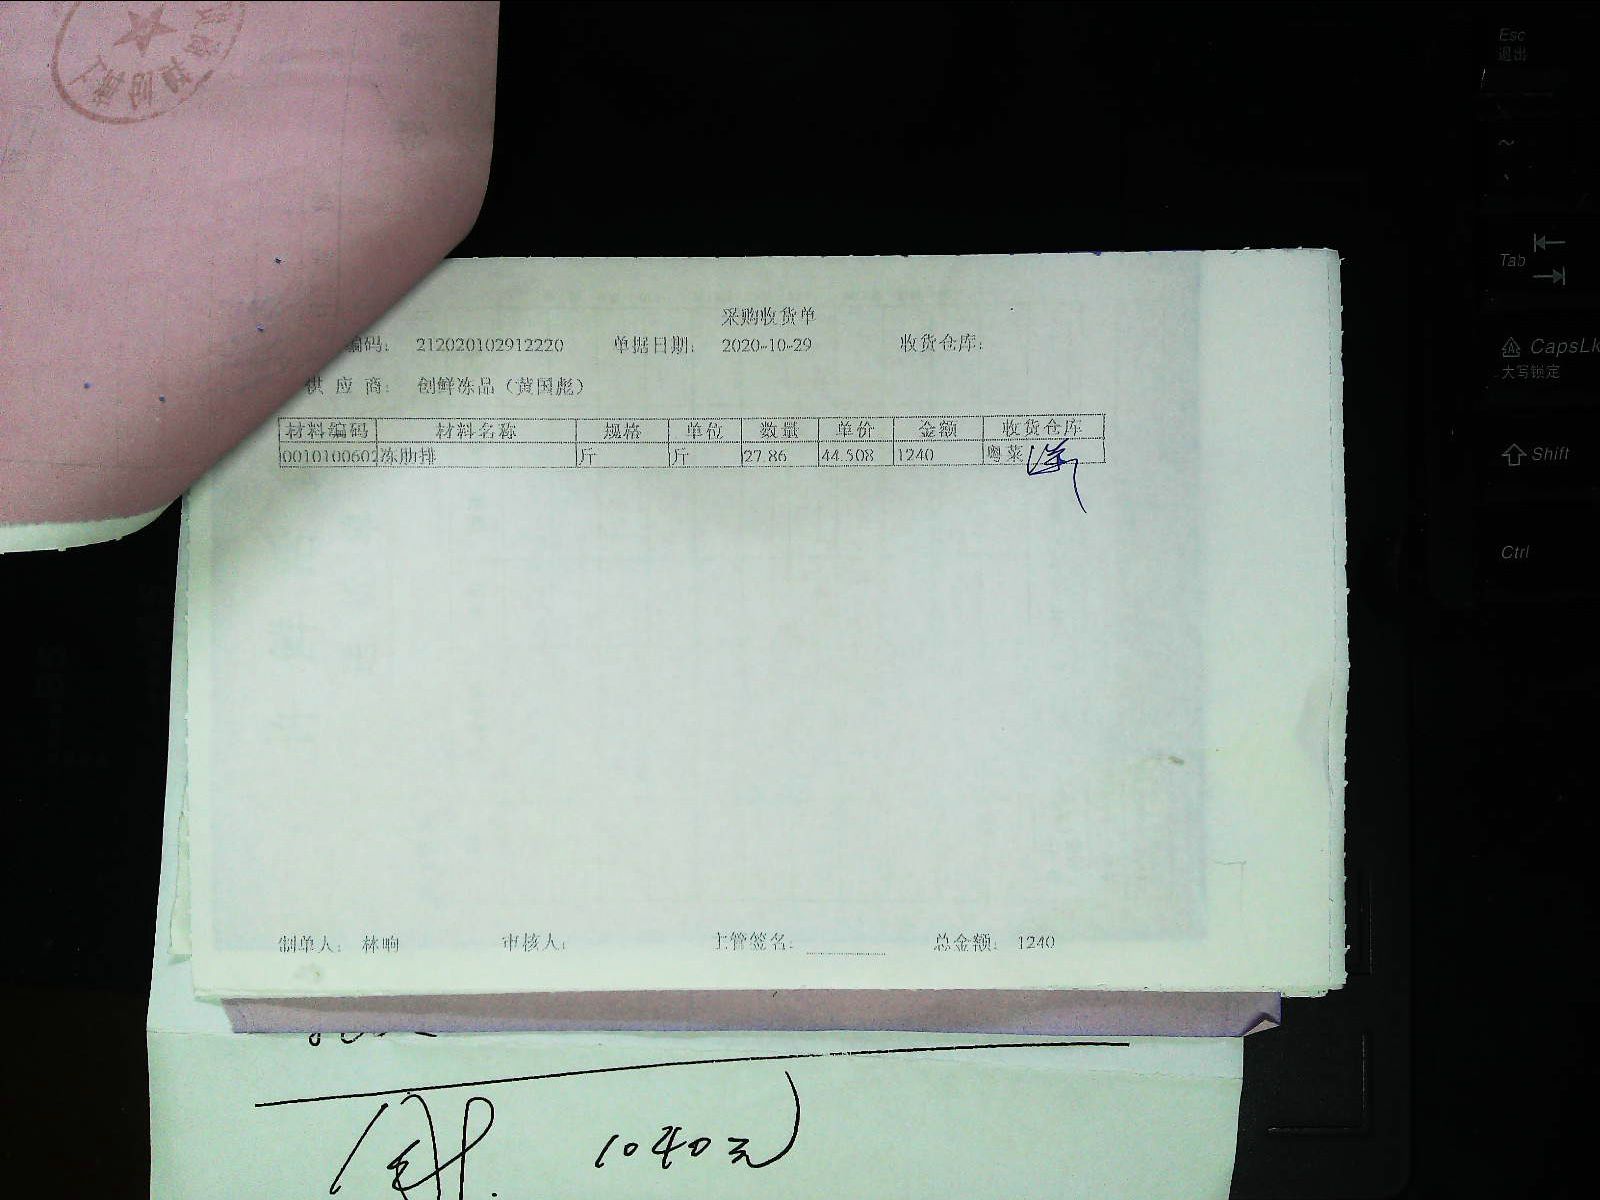 采购收货单
编码: 212020102912220 单据日期: 2020-10-29 收货仓库:
供应商: 创鲜冻品（黄国彪）
材料编码 材料名称 规格 单位 数量 单价 金额 收货仓库
0010100602 冻肋排 斤 斤 27.86 44.508 1240 粤菜
制单人: 林晌 审核人: 主管签名: 总金额: 1240
1040元
Esc
退出
~
Tab
CapsLk
大写锁定
Shift
Ctrl